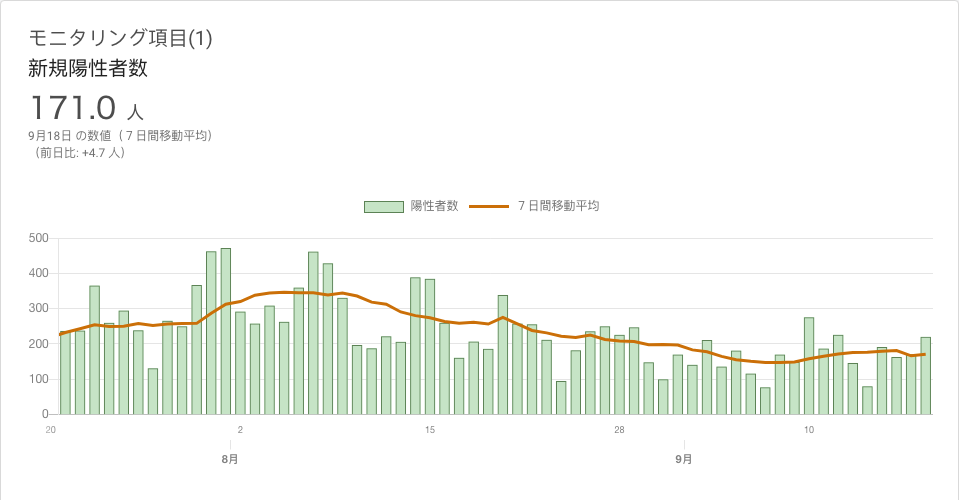 モニタリング項目(1)
新規陽性者数
171.0 人
9月18日 の数値（７日間移動平均）
（前日比: +4.7 人）
陽性者数 ７日間移動平均
500
400
300
200
100
0
20 2 15 28 10
8月 9月